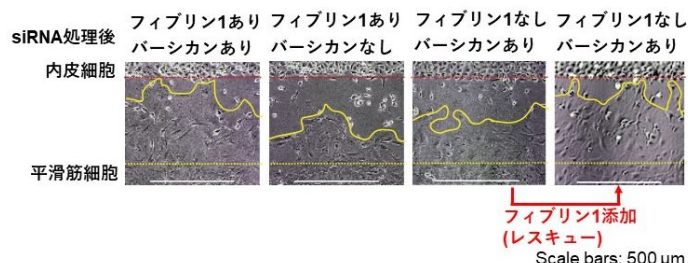 siRNA処理後
フィブリン1あり バーシカンあり
フィブリン1あり バーシカンなし
フィブリン1なし バーシカンあり
フィブリン1なし バーシカンあり
内皮細胞
平滑筋細胞
フィブリン1添加
(レスキュー)
Scale bars: 500 μm